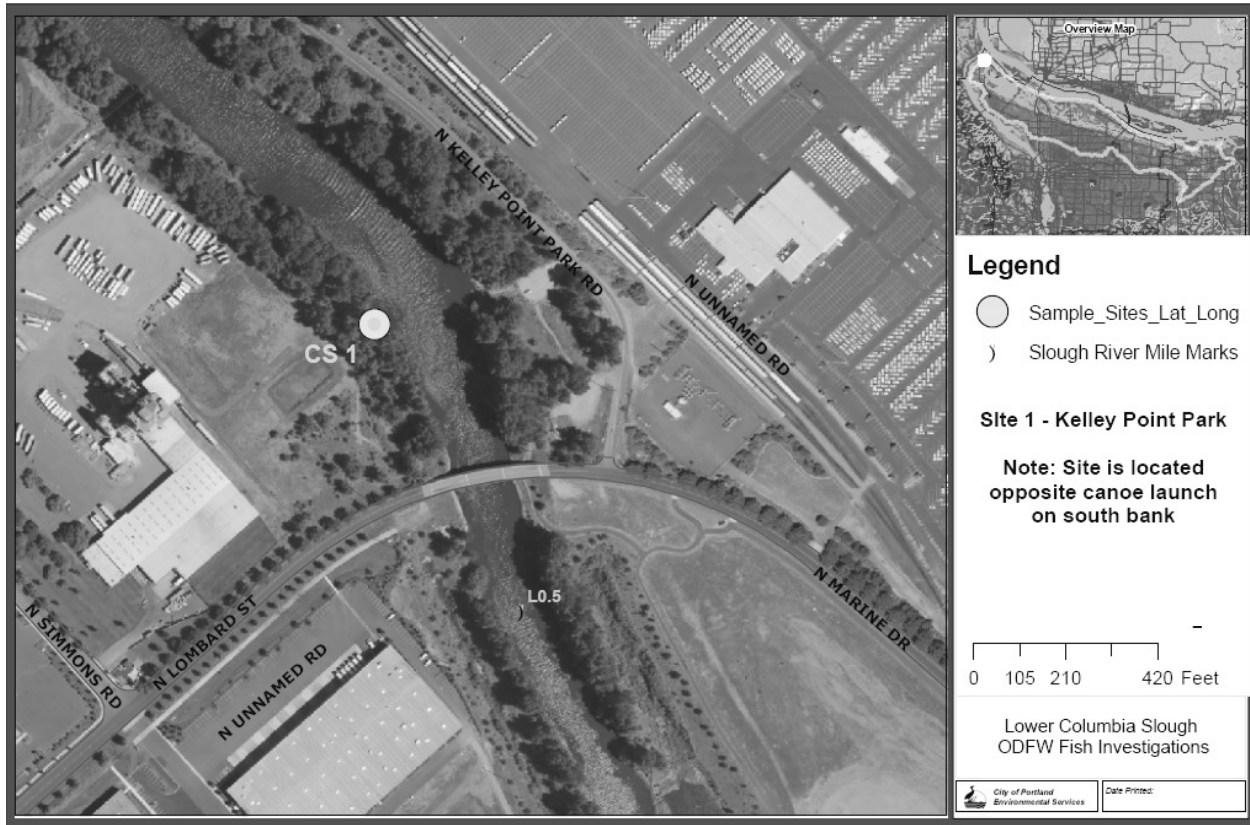 N KELLEY POINT PARK RD
N UNNAMED RD
CS 1
L0.5
N SIMMONS RD
N LOMBARD ST
N UNNAMED RD
N MARINE DR
Overview Map
Legend
Sample_Sites_Lat_Long
Slough River Mile Marks
SIte 1 - Kelley Point Park
Note: Site is located
opposite canoe launch
on south bank
0 105 210 420 Feet
Lower Columbia Slough
ODFW Fish Investigations
City of Portland
Environmental Services
Date Printed: